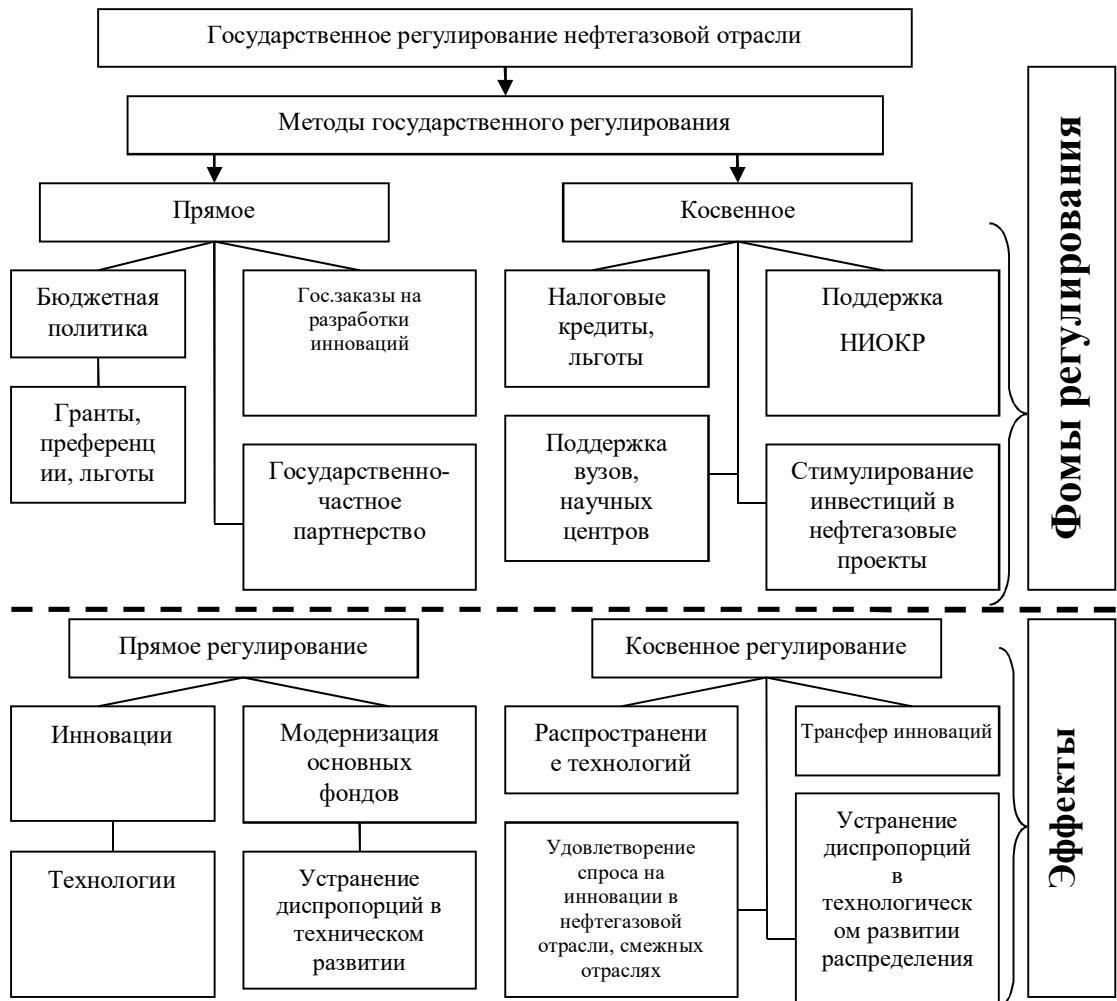 Государственное регулирование нефтегазовой отрасли
Методы государственного регулирования
Прямое
Косвенное
Бюджетная
политика
Гос.заказы на
разработки
инноваций
Налоговые
кредиты,
льготы
Поддержка
НИОКР
Гранты,
преференц
ии, льготы
Государственно-
частное
партнерство
Поддержка
вузов,
научных
центров
Стимулирование
инвестиций в
нефтегазовые
проекты
Фомы регулирования
Прямое регулирование
Косвенное регулирование
Инновации
Модернизация
основных
фондов
Распространени
е технологий
Трансфер инноваций
Технологии
Устранение
диспропорций в
техническом
развитии
Удовлетворение
спроса на
инновации в
нефтегазовой
отрасли, смежных
отраслях
Устранение
диспропорций
в
технологическ
ом развитии
распределения
Эффекты